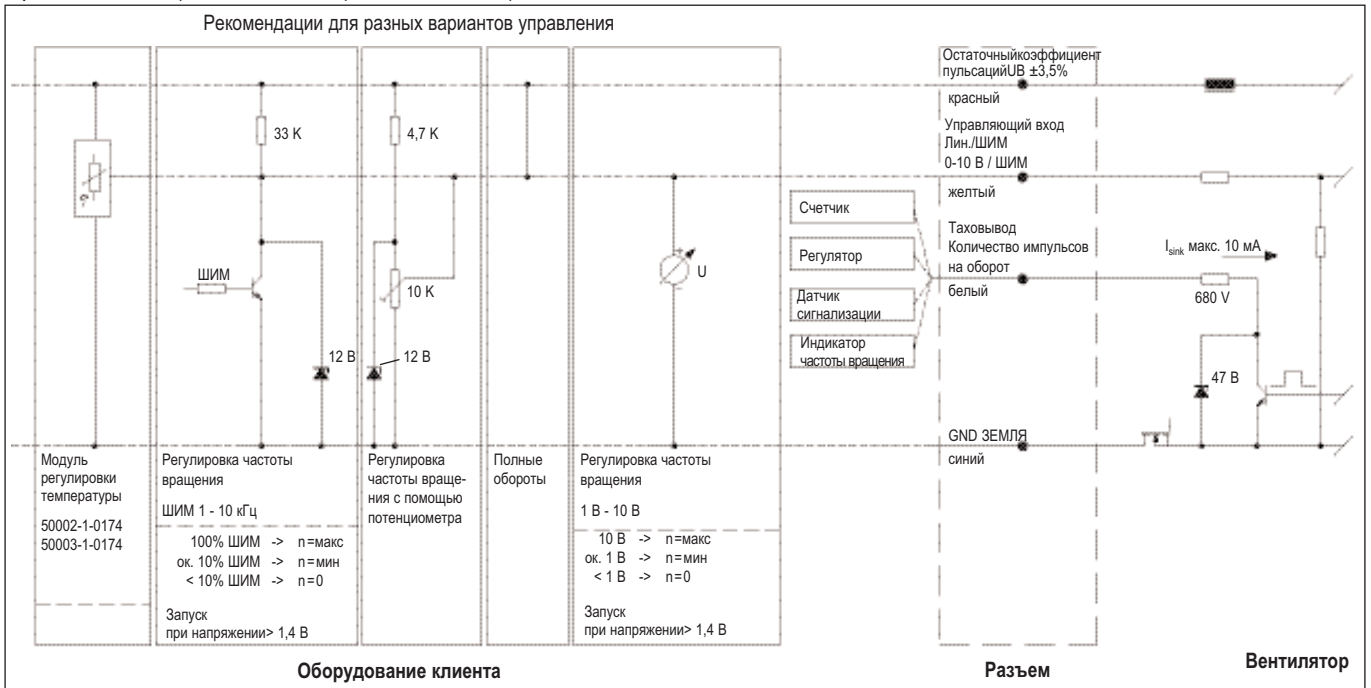 Рекомендации для разных вариантов управления
33 K
ШИМ
12 В
4,7 K
10 K
12 В
U
Счетчик
Регулятор
Датчик
сигнализации
Индикатор
частоты вращения
Остаточныйкоэффициент
пульсацийUB ±3,5%
красный
Управляющий вход
Лин./ШИМ
0-10 В / ШИМ
желтый
Таховывод
Количество импульсов
на оборот
белый
GND ЗЕМЛЯ
синий
Isink макс. 10 мА
680 V
47 В
Модуль
регулировки
температуры
50002-1-0174
50003-1-0174
Регулировка частоты
вращения
ШИМ 1 - 10 кГц
100% ШИМ -> n=макс
ок. 10% ШИМ -> n=мин
< 10% ШИМ -> n=0
Запуск
при напряжении> 1,4 В
Регулировка
частоты враще-
ния с помощью
потенциометра
Полные
обороты
Регулировка частоты
вращения
1 В - 10 В
10 В -> n=макс
ок. 1 В -> n=мин
< 1 В -> n=0
Запуск
при напряжении> 1,4 В
Оборудование клиента
Разъем
Вентилятор